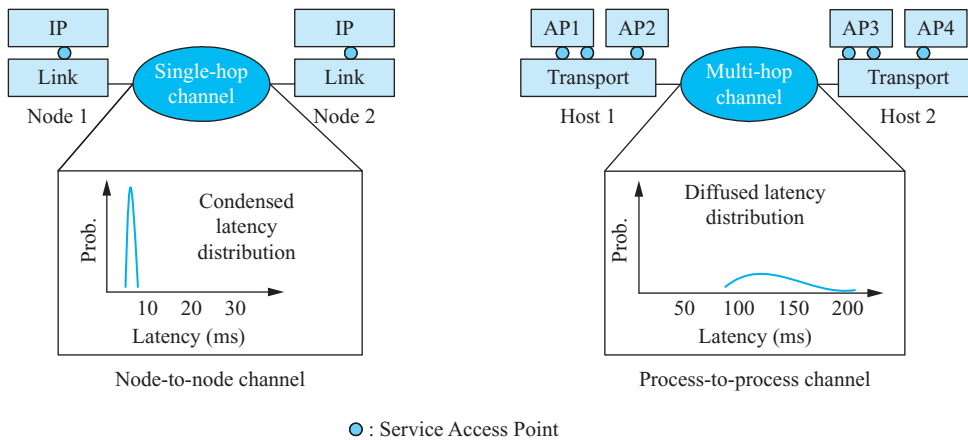 IP
Link
Node 1
Single-hop
channel
IP
Link
Node 2
Prob.
Condensed
latency
distribution
10 20 30
Latency (ms)
Node-to-node channel
AP1
AP2
Transport
Host 1
Multi-hop
channel
AP3
AP4
Transport
Host 2
Prob.
Diffused latency
distribution
50 100 150 200
Latency (ms)
Process-to-process channel
: Service Access Point